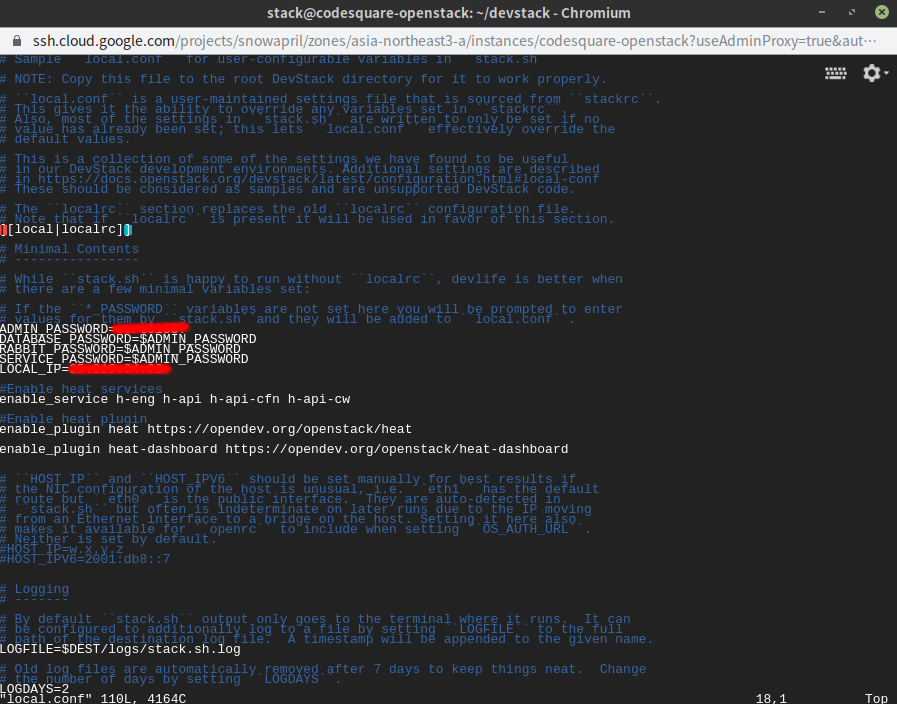 stack@codesquare-openstack: ~/devstack - Chromium
ssh.cloud.google.com/projects/snowapril/zones/asia-northeast3-a/instances/codesquare-openstack?useAdminProxy=true&aut···
# Sample ``local.conf`` for user-configurable variables in ``stack.sh``
# NOTE: Copy this file to the root DevStack directory for it to work properly.
# ``local.conf`` is a user-maintained settings file that is sourced from ``stackrc``.
# This gives it the ability to override any variables set in ``stackrc``.
# Also, most of the settings in ``stack.sh`` are written to only be set if no
# value has already been set; this lets ``local.conf`` effectively override the
# default values.
# This is a collection of some of the settings we have found to be useful
# in our DevStack development environments. Additional settings are described
# in https://docs.openstack.org/devstack/latest/configuration.html#local-conf
# These should be considered as samples and are unsupported DevStack code.
# The ``localrc`` section replaces the old ``localrc`` configuration file.
# Note that if ``localrc`` is present it will be used in favor of this section.
[[local|localrc]]
# Minimal Contents
# ----------------
# While ``stack.sh`` is happy to run without ``localrc``, devlife is better when
# there are a few minimal variables set:
# If the ``*_PASSWORD`` variables are not set here you will be prompted to enter
# values for them by ``stack.sh``and they will be added to ``local.conf``.
ADMIN_PASSWORD=
DATABASE_PASSWORD=$ADMIN_PASSWORD
RABBIT_PASSWORD=$ADMIN_PASSWORD
SERVICE_PASSWORD=$ADMIN_PASSWORD
LOCAL_IP=
#Enable heat services
enable_service h-eng h-api h-api-cfn h-api-cw
#Enable heat plugin
enable_plugin heat https://opendev.org/openstack/heat
enable_plugin heat-dashboard https://opendev.org/openstack/heat-dashboard
# ``HOST_IP`` and ``HOST_IPV6`` should be set manually for best results if
# the NIC configuration of the host is unusual, i.e. ``eth1`` has the default
# route but ``eth0`` is the public interface.  They are auto-detected in
# ``stack.sh`` but often is indeterminate on later runs due to the IP moving
# from an Ethernet interface to a bridge on the host. Setting it here also
# makes it available for ``openrc`` to include when setting ``OS_AUTH_URL``.
# Neither is set by default.
#HOST_IP=w.x.y.z
#HOST_IPV6=2001:db8::7
# Logging
# -------
# By default ``stack.sh`` output only goes to the terminal where it runs.  It can
# be configured to additionally log to a file by setting ``LOGFILE`` to the full
# path of the destination log file.  A timestamp will be appended to the given name.
LOGFILE=$DEST/logs/stack.sh.log
# Old log files are automatically removed after 7 days to keep things neat.  Change
# the number of days by setting ``LOGDAYS``.
LOGDAYS=2
"local.conf" 110L, 4164C 18,1 Top